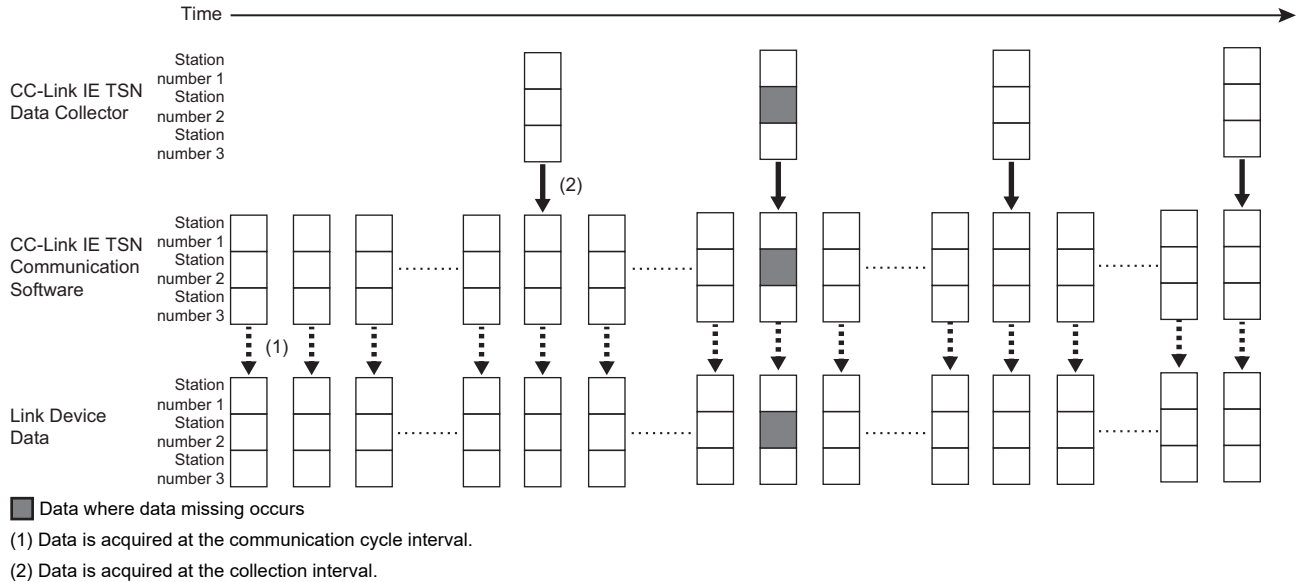 Time
CC-Link IE TSN
Data Collector
Station
number 1
Station
number 2
Station
number 3
(2)
CC-Link IE TSN
Communication
Software
Station
number 1
Station
number 2
Station
number 3
(1)
Link Device
Data
Station
number 1
Station
number 2
Station
number 3
Data where data missing occurs
(1) Data is acquired at the communication cycle interval.
(2) Data is acquired at the collection interval.